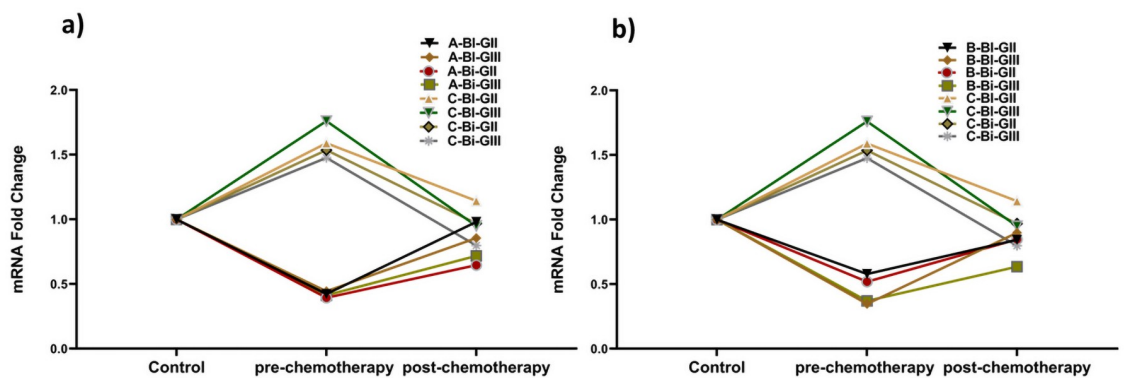 a)
A-BI-GII
A-BI-GIII
A-Bi-GII
A-Bi-GIII
C-BI-GII
C-BI-GIII
C-Bi-GII
C-Bi-GIII
mRNA Fold Change
2.0
1.5
1.0
0.5
0.0
Control pre-chemotherapy post-chemotherapy
b)
B-BI-GII
B-BI-GIII
B-Bi-GII
B-Bi-GIII
C-BI-GII
C-BI-GIII
C-Bi-GII
C-Bi-GIII
mRNA Fold Change
2.0
1.5
1.0
0.5
0.0
Control pre-chemotherapy post-chemotherapy